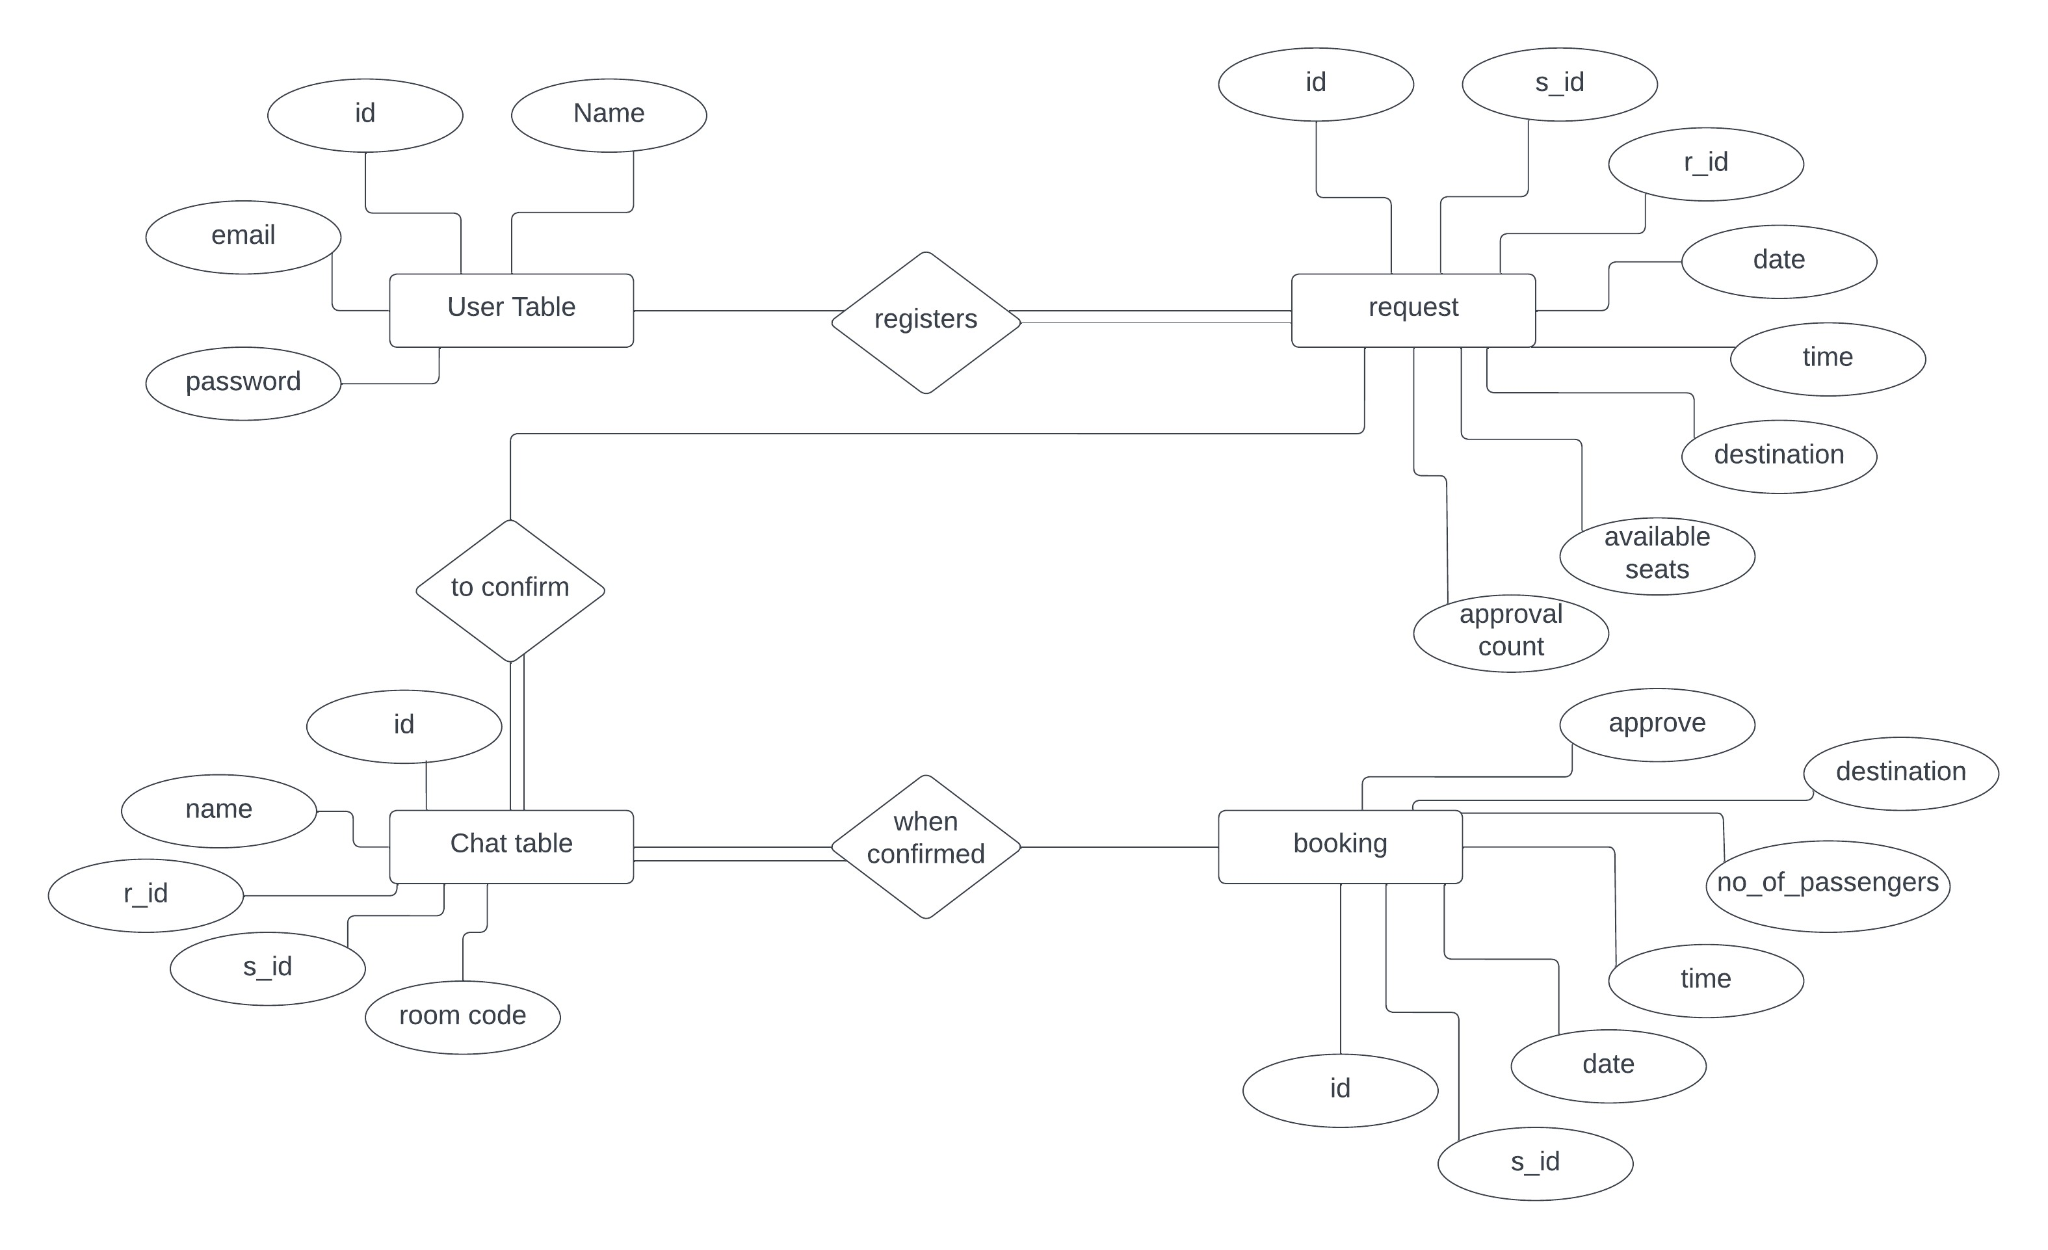 id
s_id
id
Name
r_id
email
date
User Table
registers
request
time
password
destination
available
seats
to confirm
approval
count
id
approve
destination
name
when
confirmed
Chat table
booking
no_of_passengers
r_id
s_id
time
room code
date
id
s_id